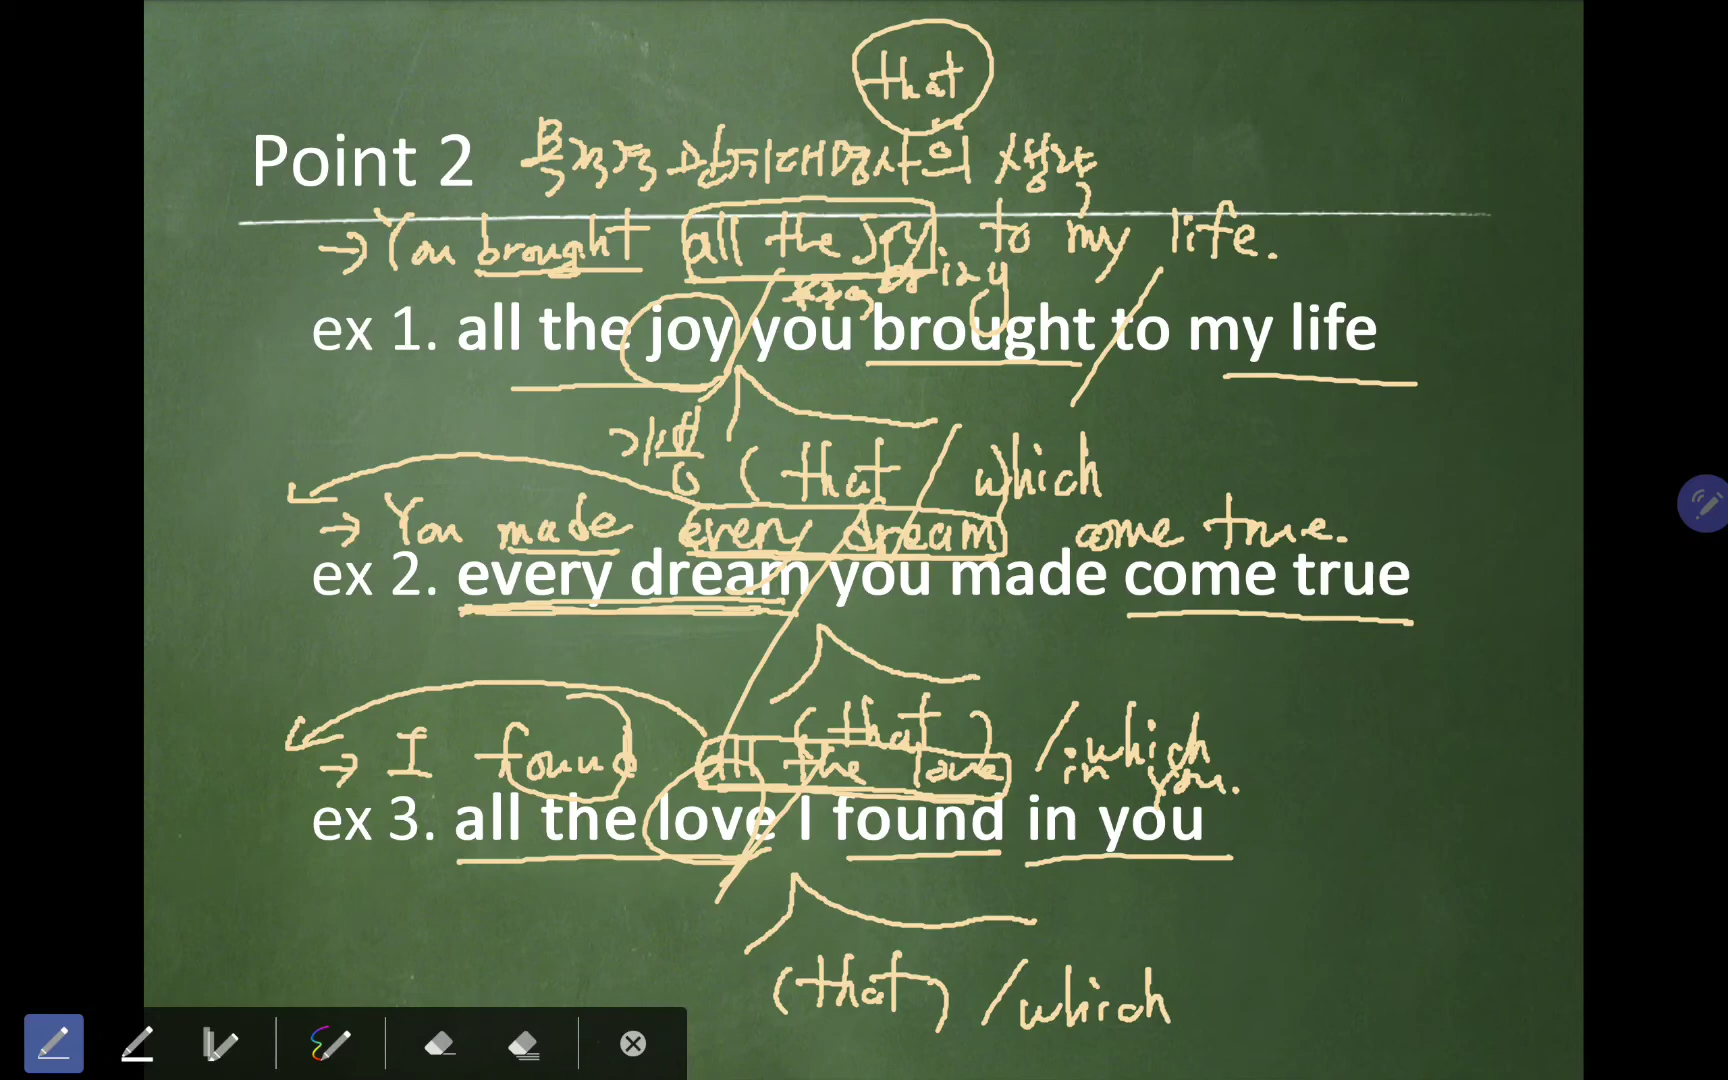 that
Point 2 목적격 관계대명사의 생략
→ You brought all the joy to my life.
ex 1. all the joy you brought to my life
기쁨 (that / which
→ You made every dream come true.
ex 2. every dream you made come true
(that) / which
→ I found all the love in you.
ex 3. all the love I found in you
(that) / which